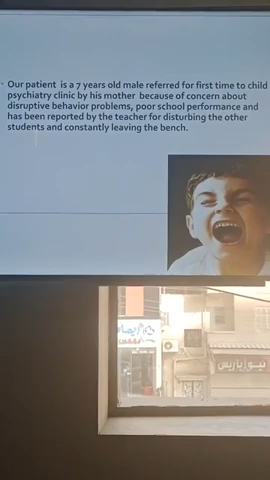 Our patient is a 7 years old male referred for first time to child
psychiatry clinic by his mother because of concern about
disruptive behavior problems, poor school performance and
has been reported by the teacher for disturbing the other
students and constantly leaving the bench.
نيوزباريس